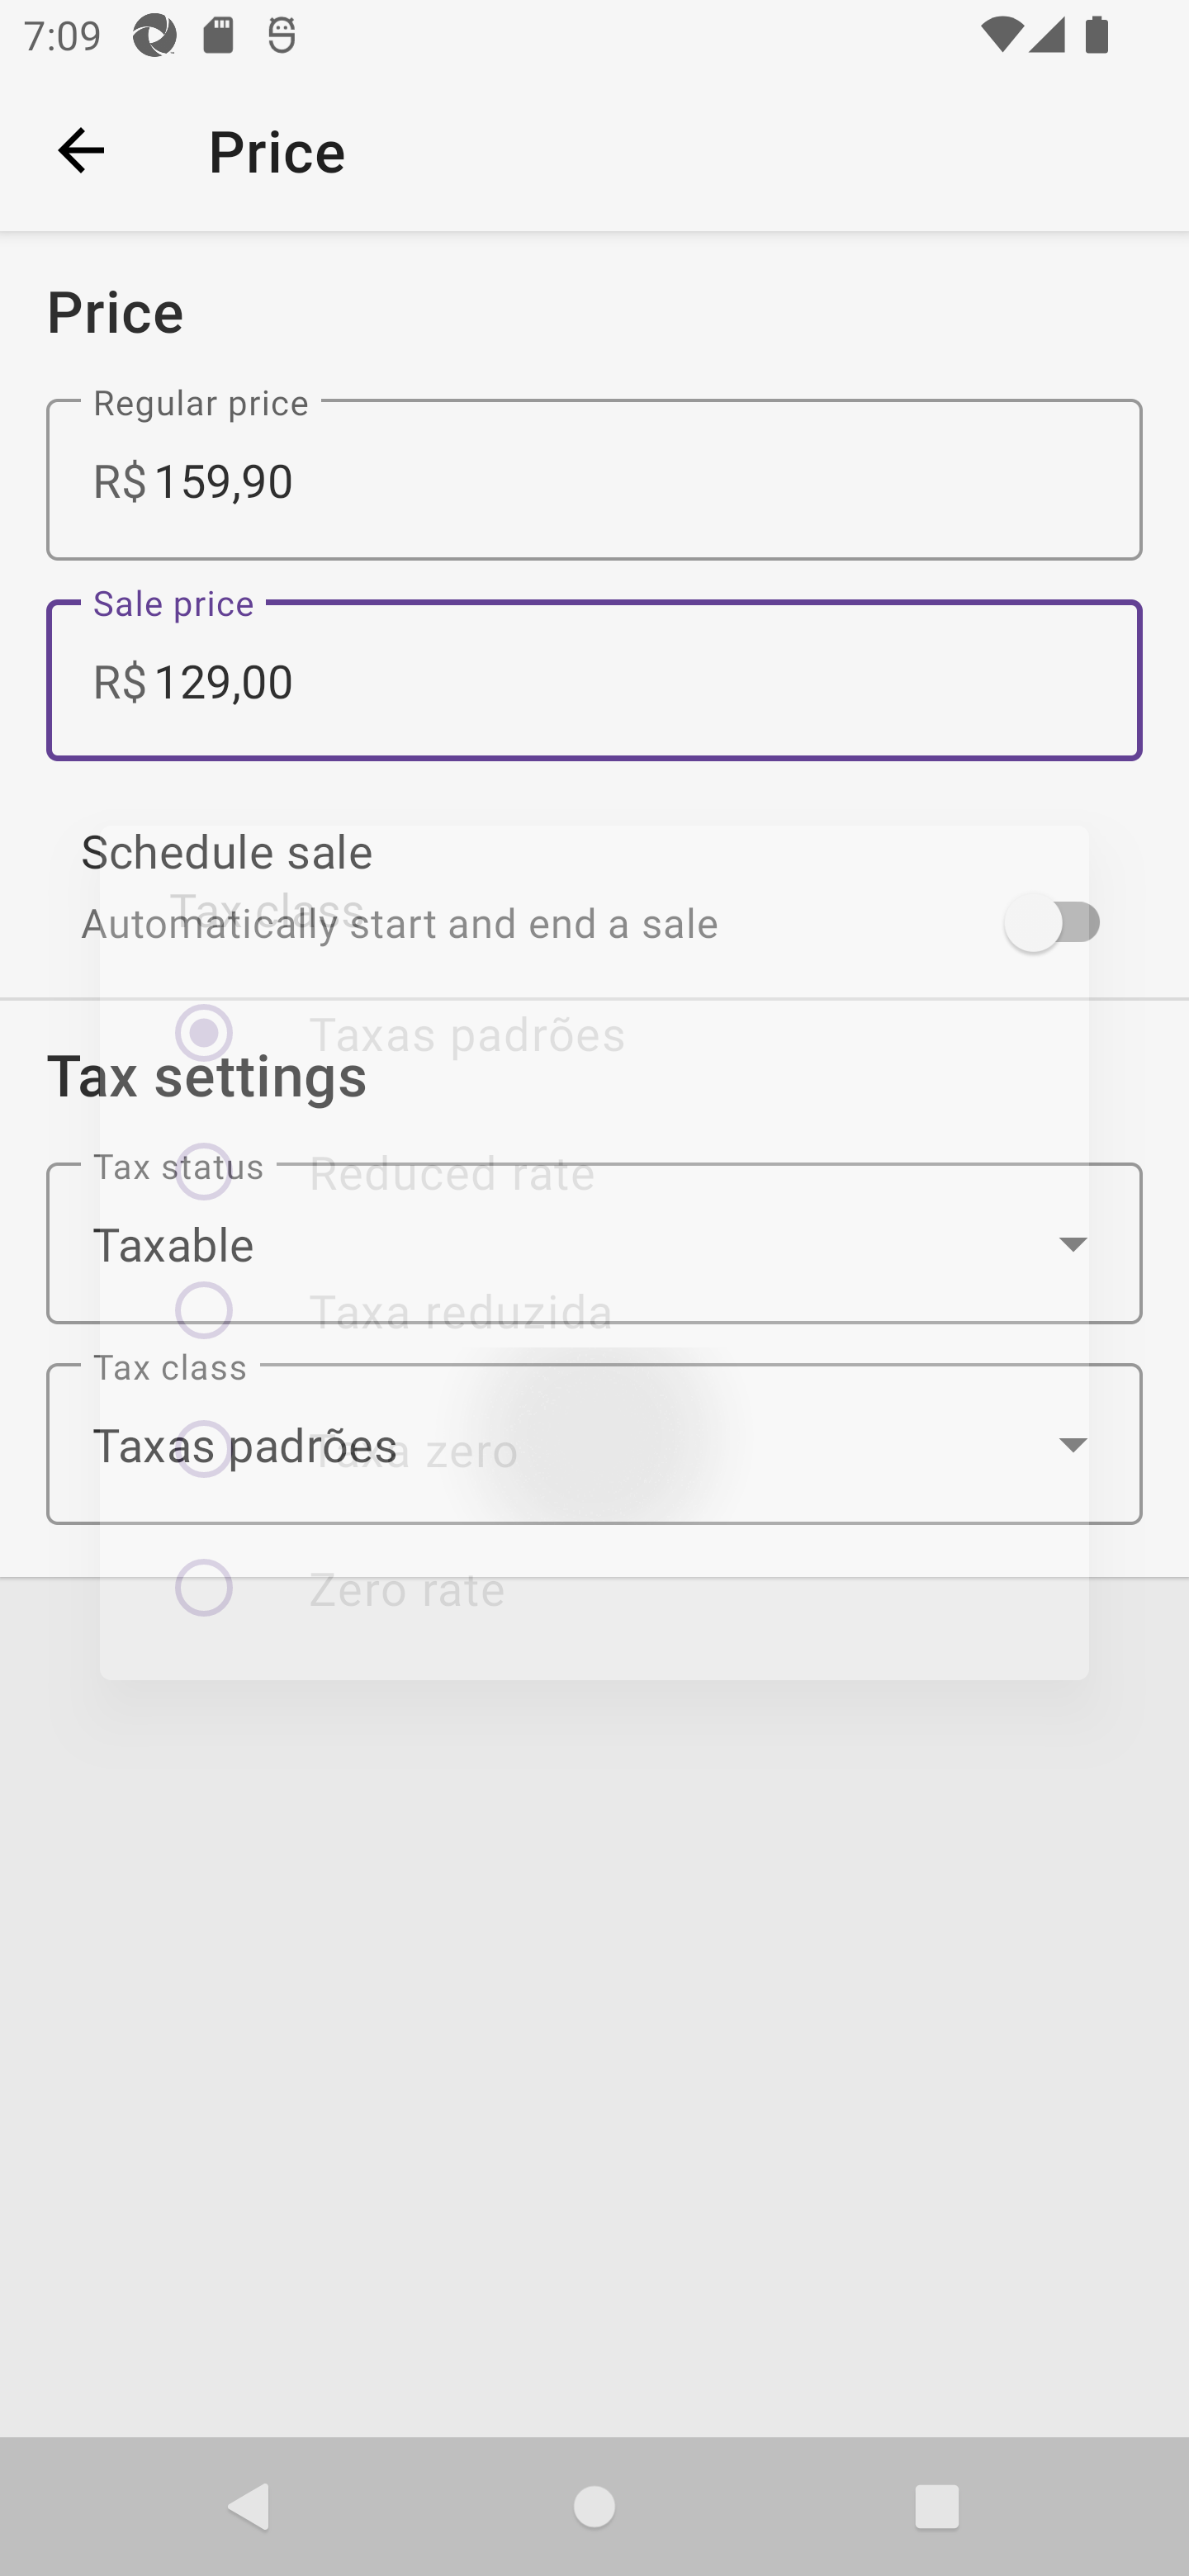 7:09
Price
Price
Regular price
R$ 159,90
Sale price
R$ 129,00
Schedule sale
Tax class
Automatically start and end a sale
Taxas padrões
Tax settings
Tax status
Reduced rate
Taxable
Taxa reduzida
Tax class
Taxas padrões
Taxa zero
Zero rate